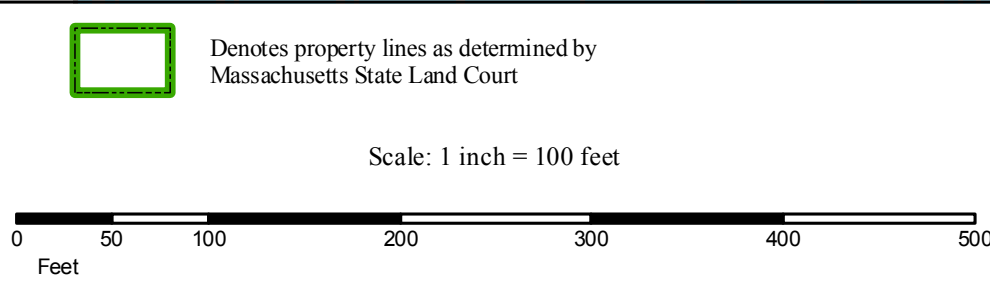 Denotes property lines as determined by
Massachusetts State Land Court
Scale: 1 inch = 100 feet
0 50 100 200 300 400 500
Feet